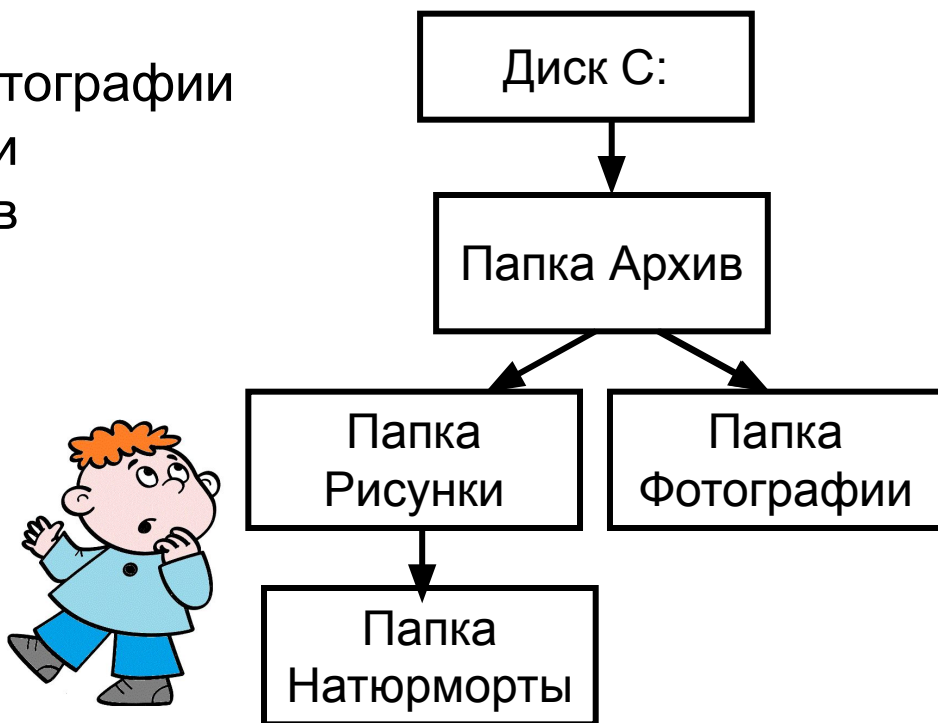 тографии
и
в
Диск С:
Папка Архив
Папка
Рисунки
Папка
Фотографии
Папка
Натюрморты